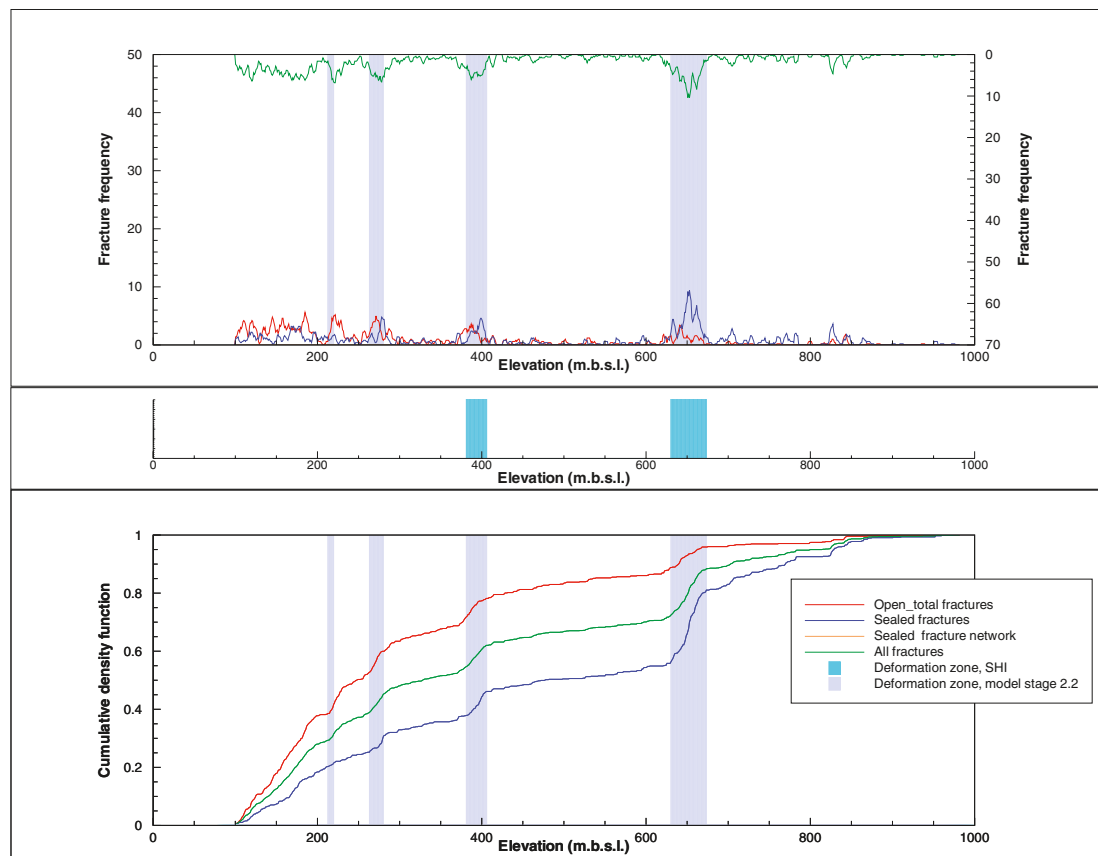 50
40
30
20
10
0
Fracture frequency
0
10
20
30
40
50
60
70
Fracture frequency
0 200 400 600 800 1000
Elevation (m.b.s.l.)
0 200 400 600 800 1000
Elevation (m.b.s.l.)
1
0.8
0.6
0.4
0.2
0
Cumulative density function
0 200 400 600 800 1000
Elevation (m.b.s.l.)
Open_total fractures
Sealed fractures
Sealed fracture network
All fractures
Deformation zone, SHI
Deformation zone, model stage 2.2